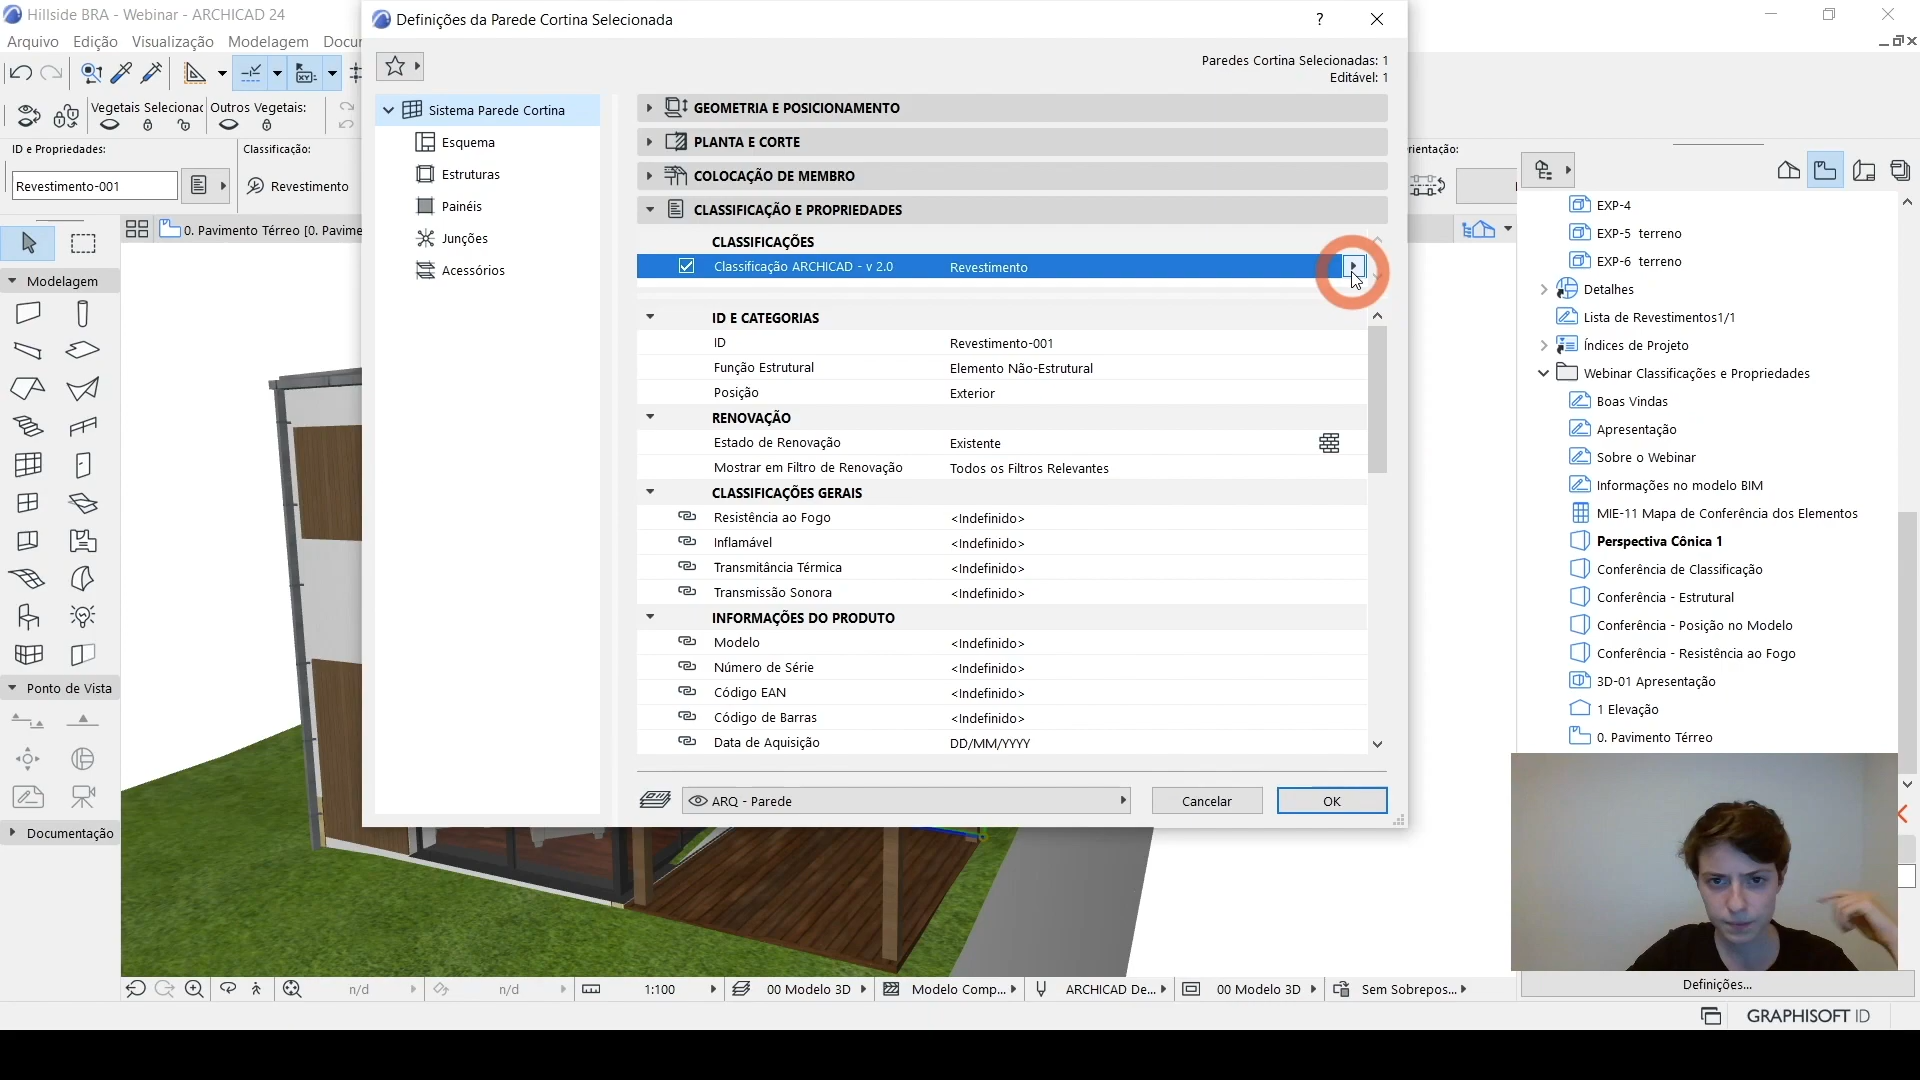 Hillside BRA - Webinar - ARCHICAD 24
Arquivo Edição Visualização Modelagem
Vegetais Selecionac Outros Vegetais:
ID e Propriedades: Classificação:
Revestimento-001 Revestimento
0. Pavimento Térreo [0. Pavime
Modelagem
Ponto de Vista
Documentação
Definições da Parede Cortina Selecionada ?
Paredes Cortina Selecionadas: 1
Editável: 1
Sistema Parede Cortina
Esquema
Estruturas
Painéis
Junções
Acessórios
GEOMETRIA E POSICIONAMENTO
PLANTA E CORTE
COLOCAÇÃO DE MEMBRO
CLASSIFICAÇÃO E PROPRIEDADES
CLASSIFICAÇÕES
Classificação ARCHICAD - v 2.0 Revestimento
ID E CATEGORIAS
ID Revestimento-001
Função Estrutural Elemento Não-Estrutural
Posição Exterior
RENOVAÇÃO
Estado de Renovação Existente
Mostrar em Filtro de Renovação Todos os Filtros Relevantes
CLASSIFICAÇÕES GERAIS
Resistência ao Fogo <Indefinido>
Inflamável <Indefinido>
Transmitância Térmica <Indefinido>
Transmissão Sonora <Indefinido>
INFORMAÇÕES DO PRODUTO
Modelo <Indefinido>
Número de Série <Indefinido>
Código EAN <Indefinido>
Código de Barras <Indefinido>
Data de Aquisição DD/MM/YYYY
ARQ - Parede Cancelar OK
EXP-4
EXP-5 terreno
EXP-6 terreno
Detalhes
Lista de Revestimentos1/1
Índices de Projeto
Webinar Classificações e Propriedades
Boas Vindas
Apresentação
Sobre o Webinar
Informações no modelo BIM
MIE-11 Mapa de Conferência dos Elementos
Perspectiva Cônica 1
Conferência de Classificação
Conferência - Estrutural
Conferência - Posição no Modelo
Conferência - Resistência ao Fogo
3D-01 Apresentação
1 Elevação
0. Pavimento Térreo
Definições...
n/d n/d 1:100 00 Modelo 3D Modelo Comp... ARCHICAD De... 00 Modelo 3D Sem Sobrepos...
GRAPHISOFT ID